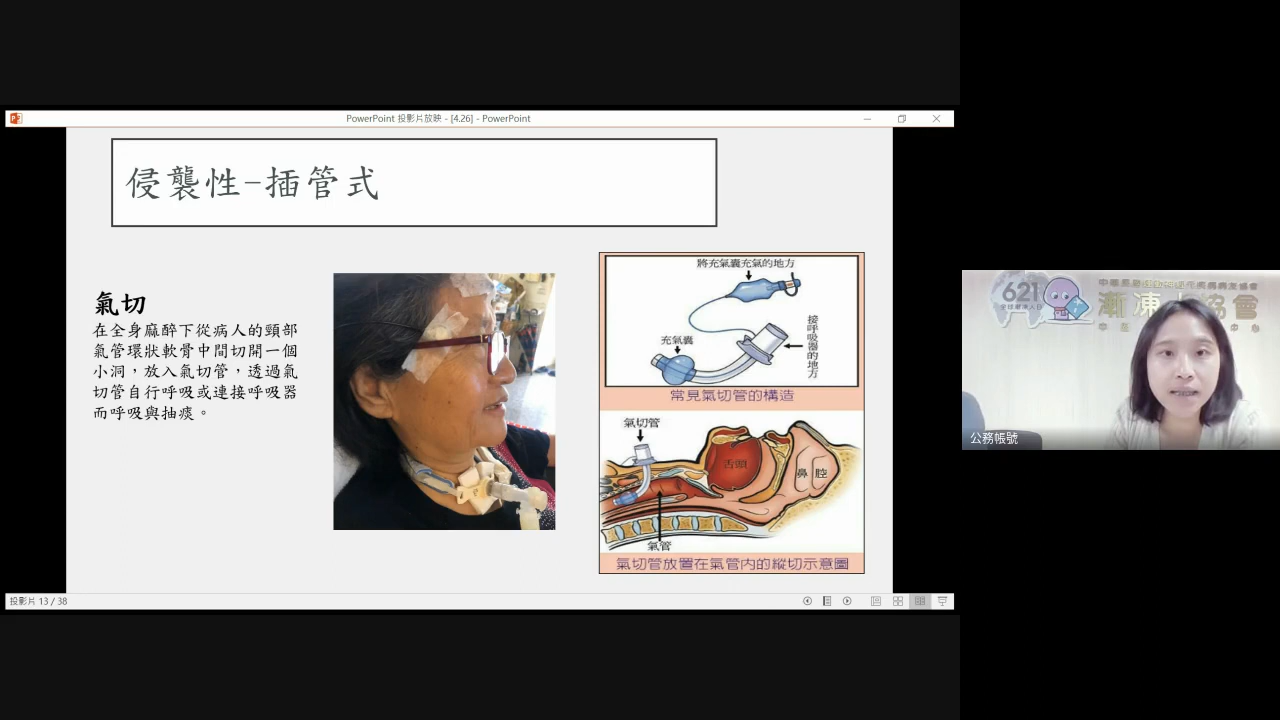 PowerPoint 投影片放映 - [4.26] - PowerPoint
侵襲性-插管式
氣切
在全身麻醉下從病人的頸部
氣管環狀軟骨中間切開一個
小洞，放入氣切管，透過氣
切管自行呼吸或連接呼吸器
而呼吸與抽痰。
將充氣囊充氣的地方
充氣囊
接呼吸器的地方
常見氣切管的構造
氣切管
舌頭
鼻腔
氣管
氣切管放置在氣管內的縱切示意圖
投影片 13 / 38
621
漸凍人協會
公務帳號